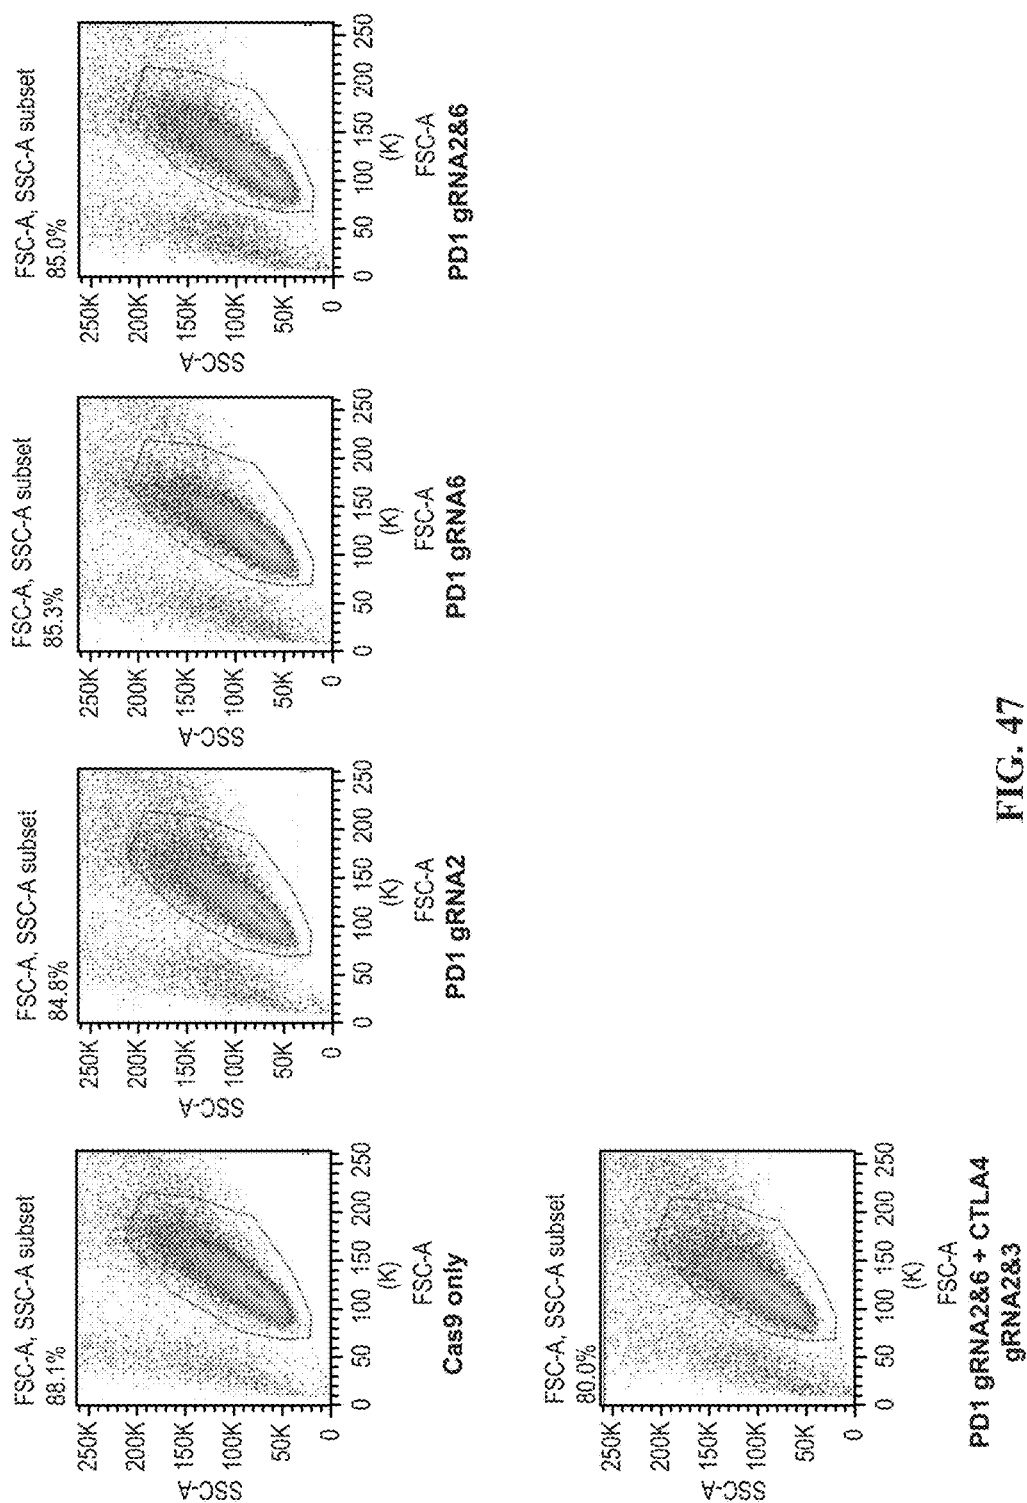 FSC-A, SSC-A subset
88.1%
250K
200K
150K
100K
50K
0
SSC-A
0 50 100 150 200 250
(K)
FSC-A
Cas9 only
FSC-A, SSC-A subset
84.8%
250K
200K
150K
100K
50K
0
SSC-A
0 50 100 150 200 250
(K)
FSC-A
PD1 gRNA2
FSC-A, SSC-A subset
85.3%
250K
200K
150K
100K
50K
0
SSC-A
0 50 100 150 200 250
(K)
FSC-A
PD1 gRNA6
FSC-A, SSC-A subset
85.0%
250K
200K
150K
100K
50K
0
SSC-A
0 50 100 150 200 250
(K)
FSC-A
PD1 gRNA2&6
FSC-A, SSC-A subset
80.0%
250K
200K
150K
100K
50K
0
SSC-A
0 50 100 150 200 250
(K)
FSC-A
PD1 gRNA2&6 + CTLA4
gRNA2&3
FIG. 47